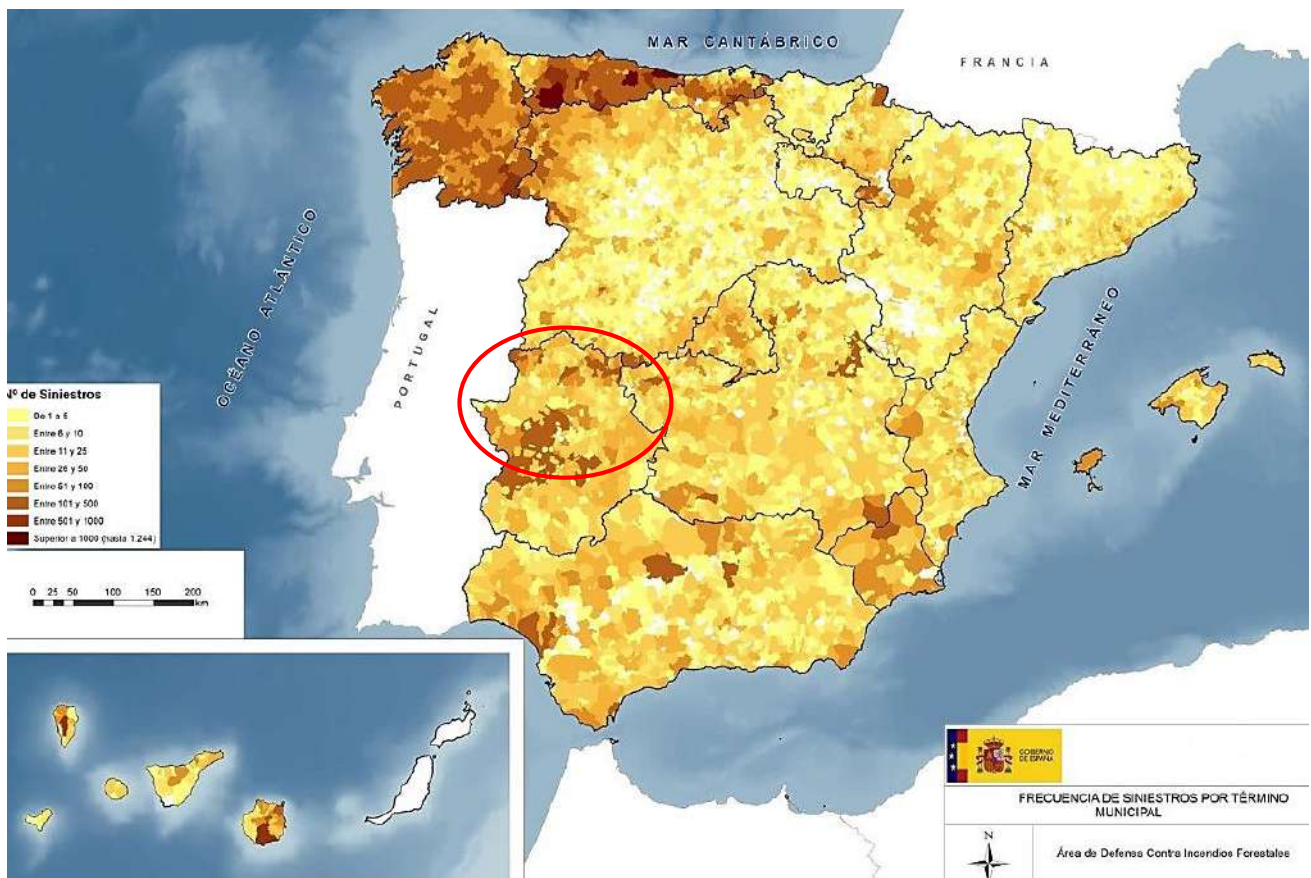 MAR CANTÁBRICO
FRANCIA
OCÉANO ATLÁNTICO
PORTUGAL
MAR MEDITERRÁNEO
Nº de Siniestros
De 1 a 5
Entre 6 y 10
Entre 11 y 25
Entre 26 y 50
Entre 51 y 100
Entre 101 y 500
Entre 501 y 1000
Superior a 1000 (hasta 1.244)
0 25 50 100 150 200
km
GOBIERNO
DE ESPAÑA
FRECUENCIA DE SINIESTROS POR TÉRMINO
MUNICIPAL
N
Área de Defensa Contra Incendios Forestales